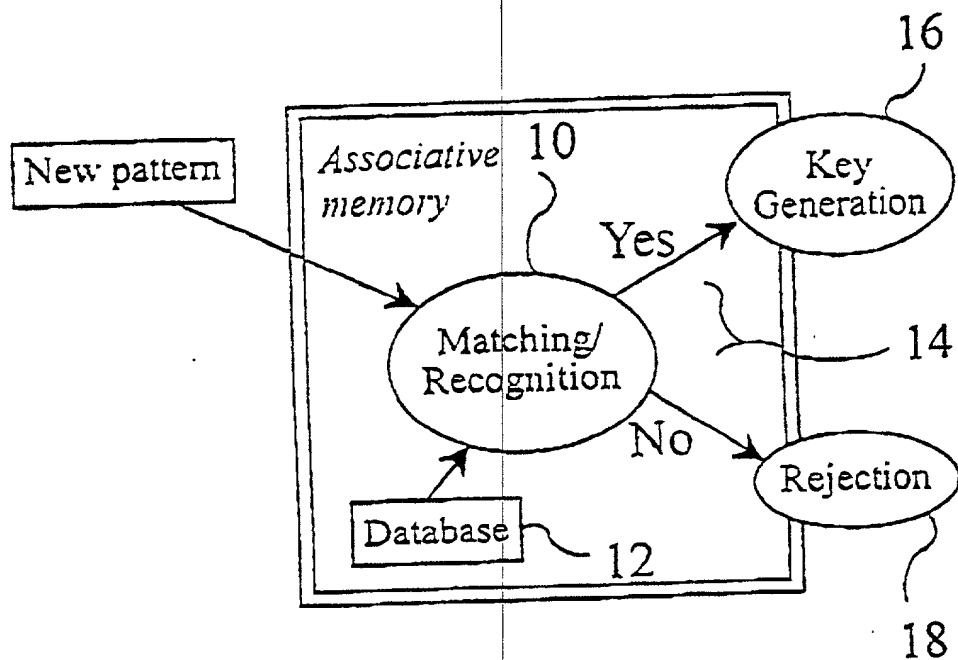 16
New pattern
Associative
memory
10
Key
Generation
Yes
Matching/
Recognition
14
No
Rejection
Database
12
18